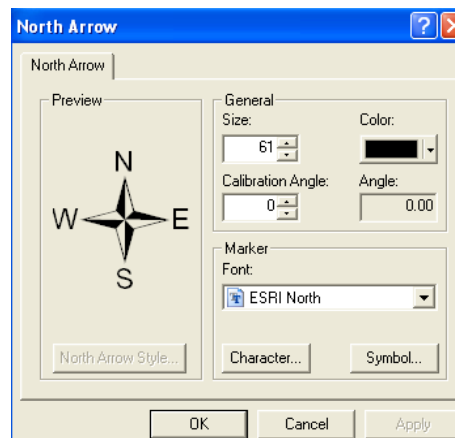 North Arrow
North Arrow
Preview
N
W E
S
North Arrow Style...
General
Size: Color:
61
Calibration Angle: Angle:
0 0.00
Marker
Font:
ESRI North
Character... Symbol...
OK Cancel Apply